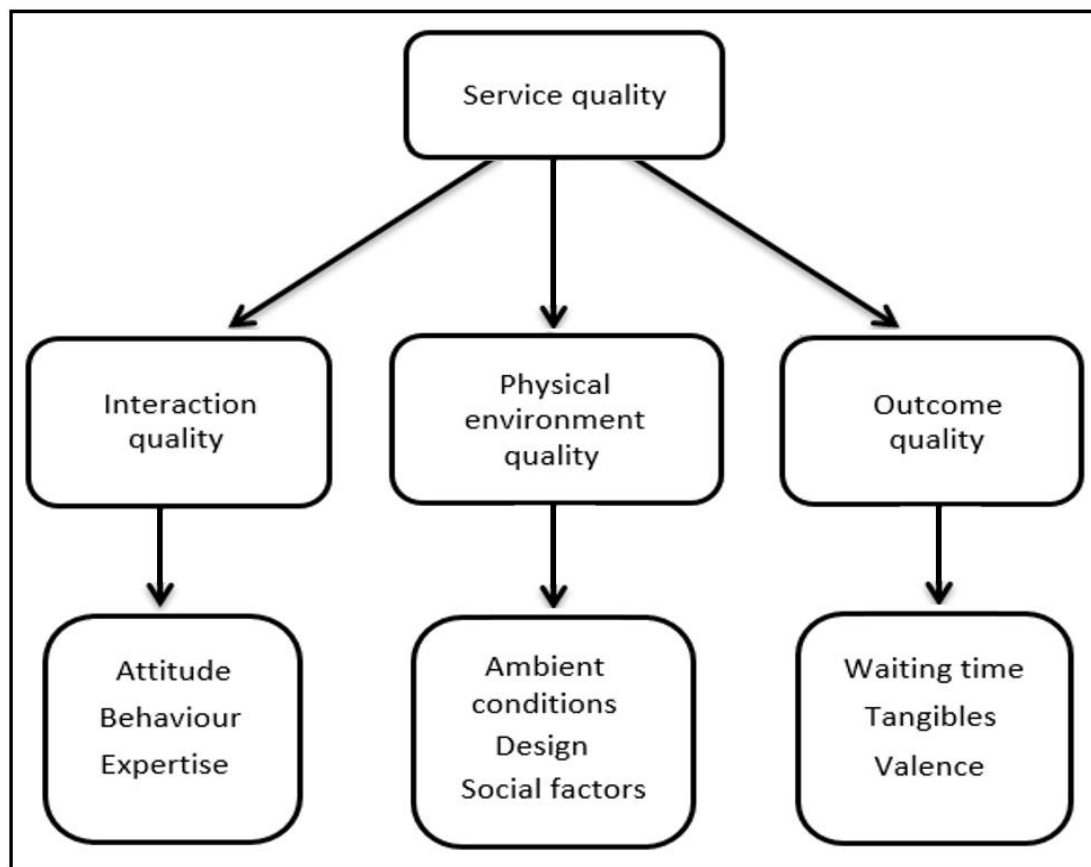 Service quality
Interaction
quality
Physical
environment
quality
Outcome
quality
Attitude
Behaviour
Expertise
Ambient
conditions
Design
Social factors
Waiting time
Tangibles
Valence